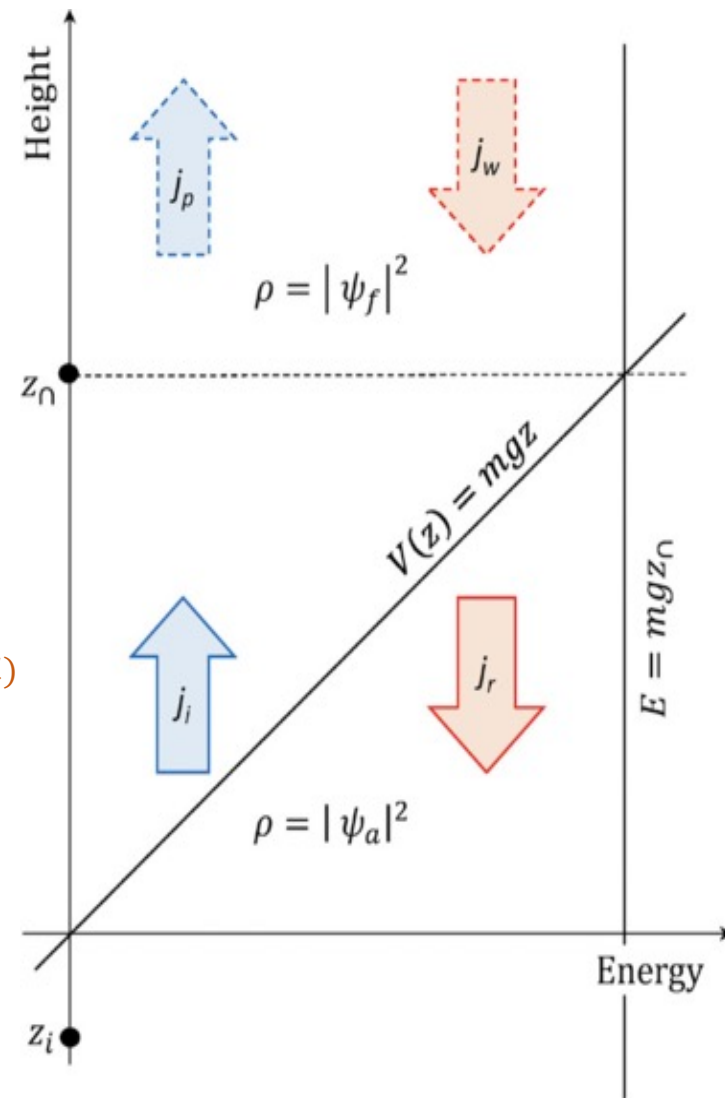 Height
j_p
j_w
ρ = | ψ_f |²
z_∩
V(z) = mgz
E = mgz_∩
)
j_i
j_r
ρ = | ψ_a |²
Energy
z_i